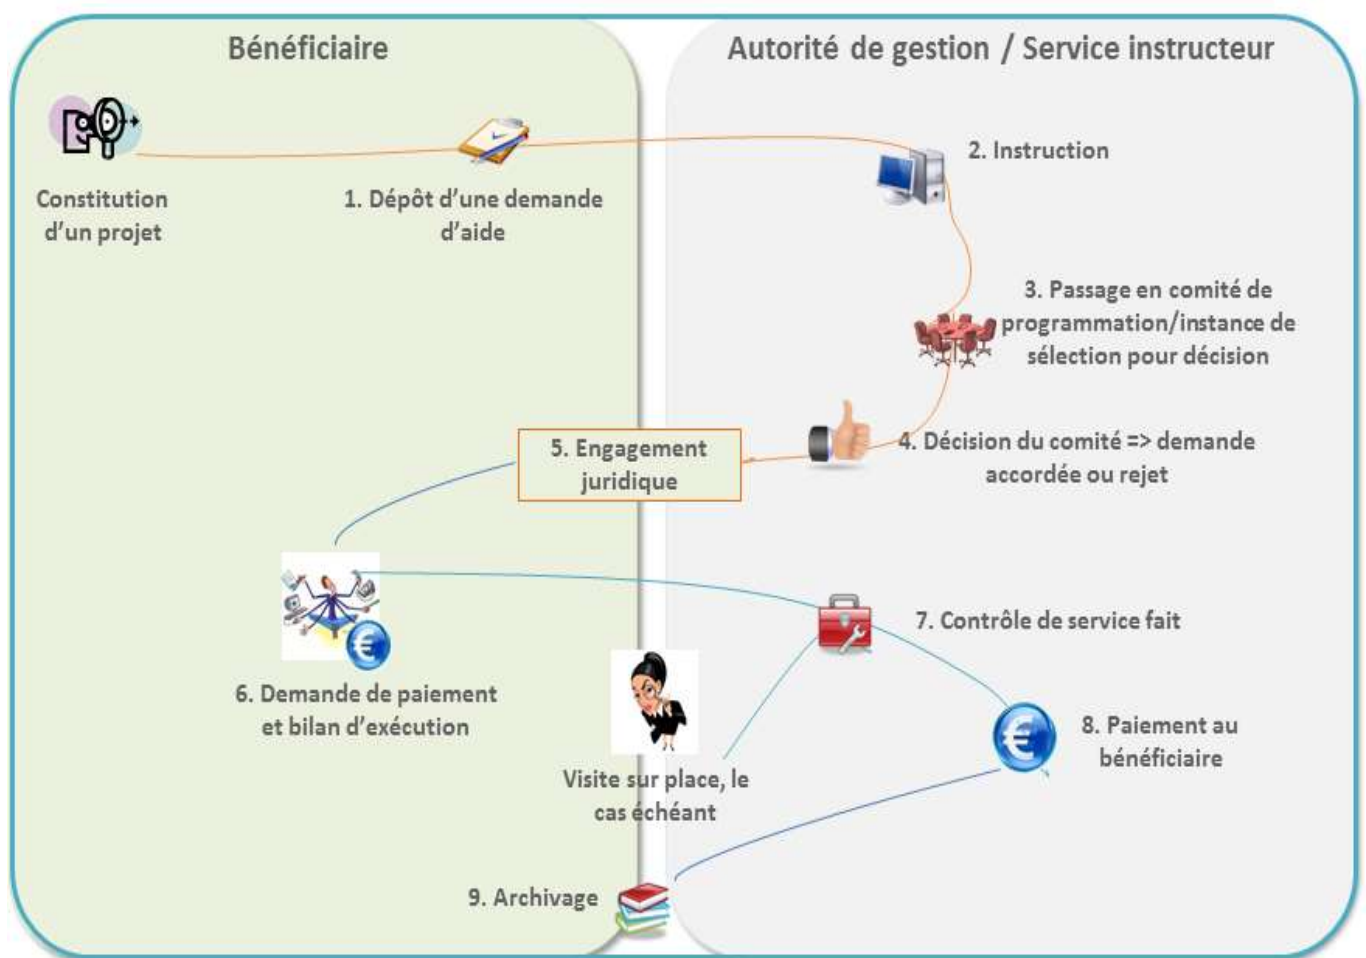 Bénéficiaire
Autorité de gestion / Service instructeur
Constitution
d’un projet
1. Dépôt d’une demande
d’aide
2. Instruction
3. Passage en comité de
programmation/instance de
sélection pour décision
4. Décision du comité => demande
accordée ou rejet
5. Engagement
juridique
6. Demande de paiement
et bilan d’exécution
7. Contrôle de service fait
Visite sur place, le
cas échéant
8. Paiement au
bénéficiaire
9. Archivage